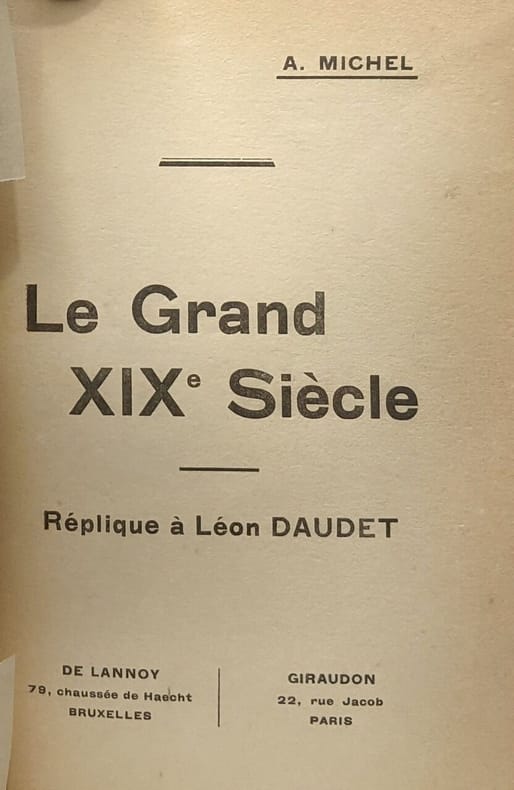 A. MICHEL
Le Grand
XIXe Siècle
Réplique à Léon DAUDET
DE LANNOY
79, chaussée de Haecht
BRUXELLES
GIRAUDON
22, rue Jacob
PARIS